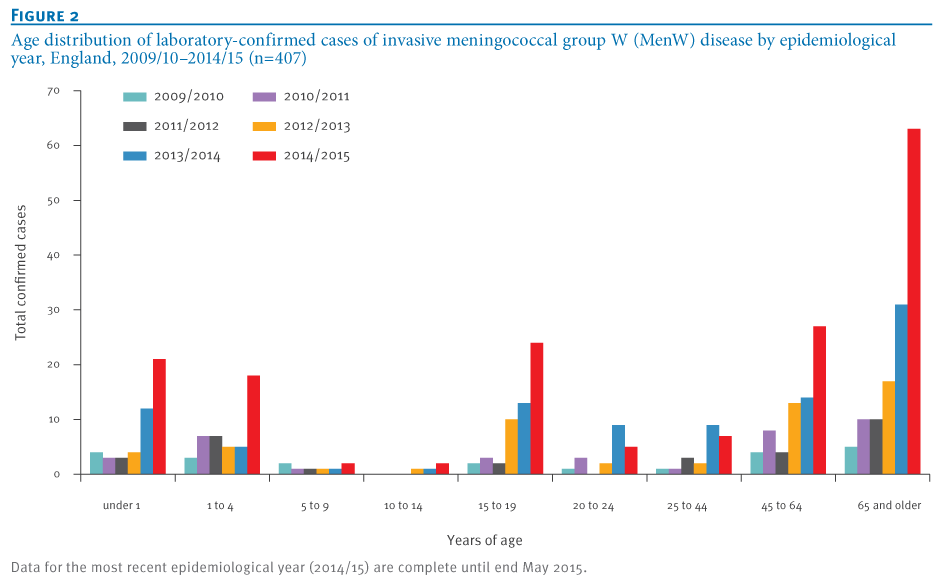 FIGURE 2
Age distribution of laboratory-confirmed cases of invasive meningococcal group W (MenW) disease by epidemiological
year, England, 2009/10–2014/15 (n=407)
70
60
50
40
30
20
10
0
Total confirmed cases
2009/2010 2010/2011
2011/2012 2012/2013
2013/2014 2014/2015
under 1 1 to 4 5 to 9 10 to 14 15 to 19 20 to 24 25 to 44 45 to 64 65 and older
Years of age
Data for the most recent epidemiological year (2014/15) are complete until end May 2015.